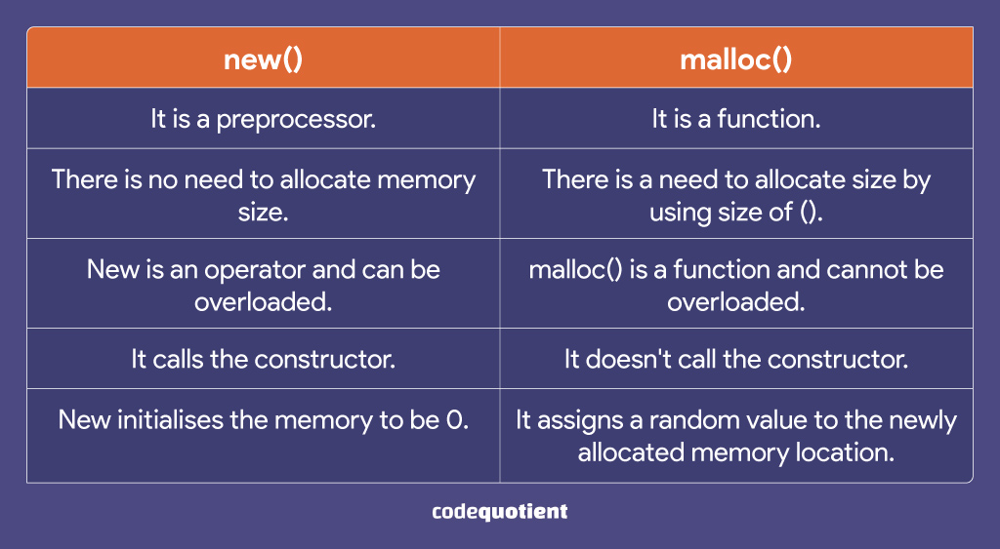 new()
malloc()
It is a preprocessor.
It is a function.
There is no need to allocate memory
size.
There is a need to allocate size by
using size of ().
New is an operator and can be
overloaded.
malloc() is a function and cannot be
overloaded.
It calls the constructor.
It doesn't call the constructor.
New initialises the memory to be 0.
It assigns a random value to the newly
allocated memory location.
codequotient